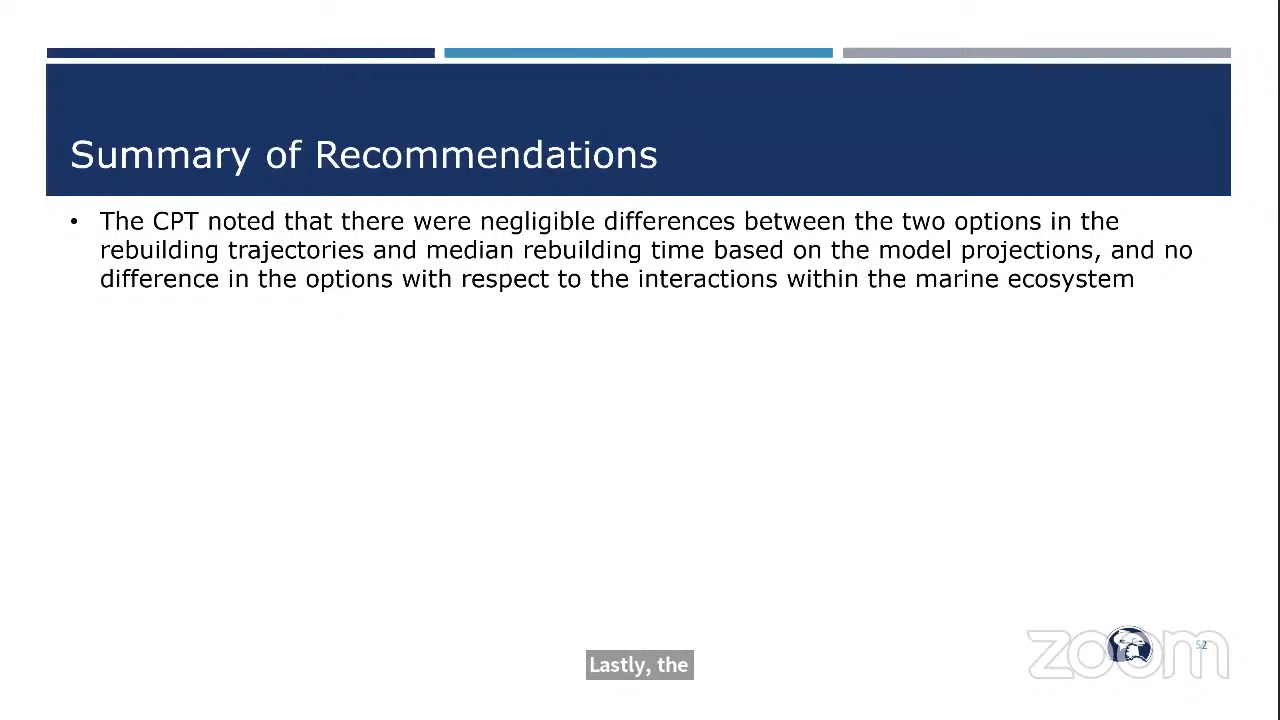 Summary of Recommendations
• The CPT noted that there were negligible differences between the two options in the
rebuilding trajectories and median rebuilding time based on the model projections, and no
difference in the options with respect to the interactions within the marine ecosystem
zoom
52
Lastly, the